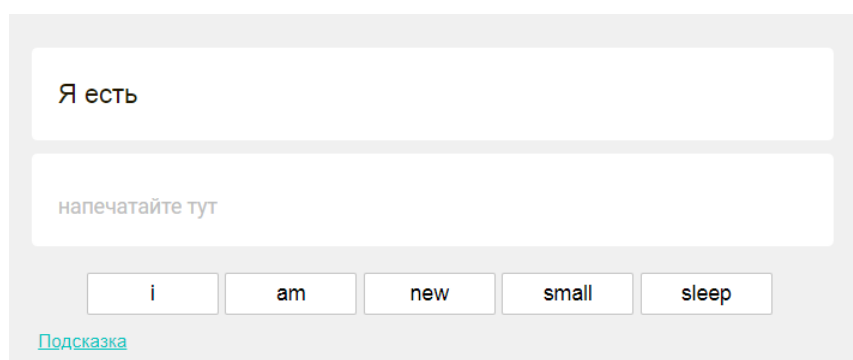 Я есть
напечатайте тут
i am new small sleep
Подсказка